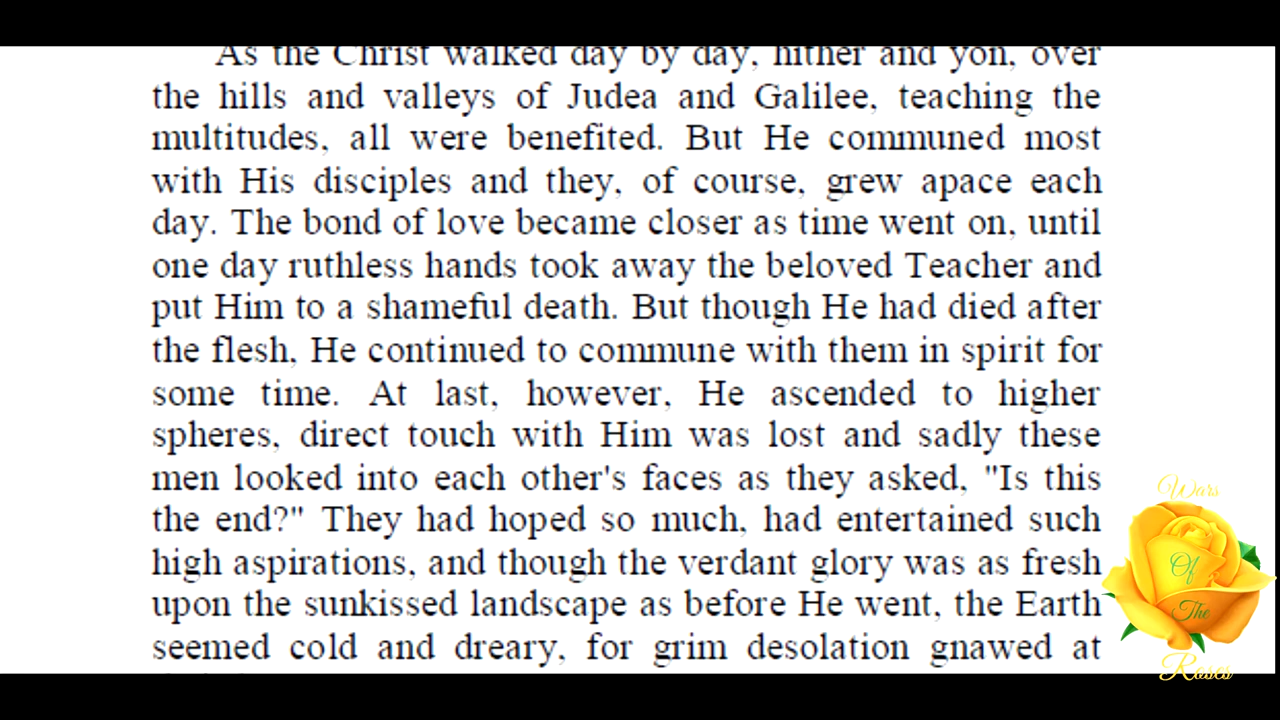 As the Christ walked day by day, hither and yon, over
the hills and valleys of Judea and Galilee, teaching the
multitudes, all were benefited. But He communed most
with His disciples and they, of course, grew apace each
day. The bond of love became closer as time went on, until
one day ruthless hands took away the beloved Teacher and
put Him to a shameful death. But though He had died after
the flesh, He continued to commune with them in spirit for
some time. At last, however, He ascended to higher
spheres, direct touch with Him was lost and sadly these
men looked into each other's faces as they asked, "Is this
the end?" They had hoped so much, had entertained such
high aspirations, and though the verdant glory was as fresh
upon the sunkissed landscape as before He went, the Earth
seemed cold and dreary, for grim desolation gnawed at
Wars
Of
The
Roses